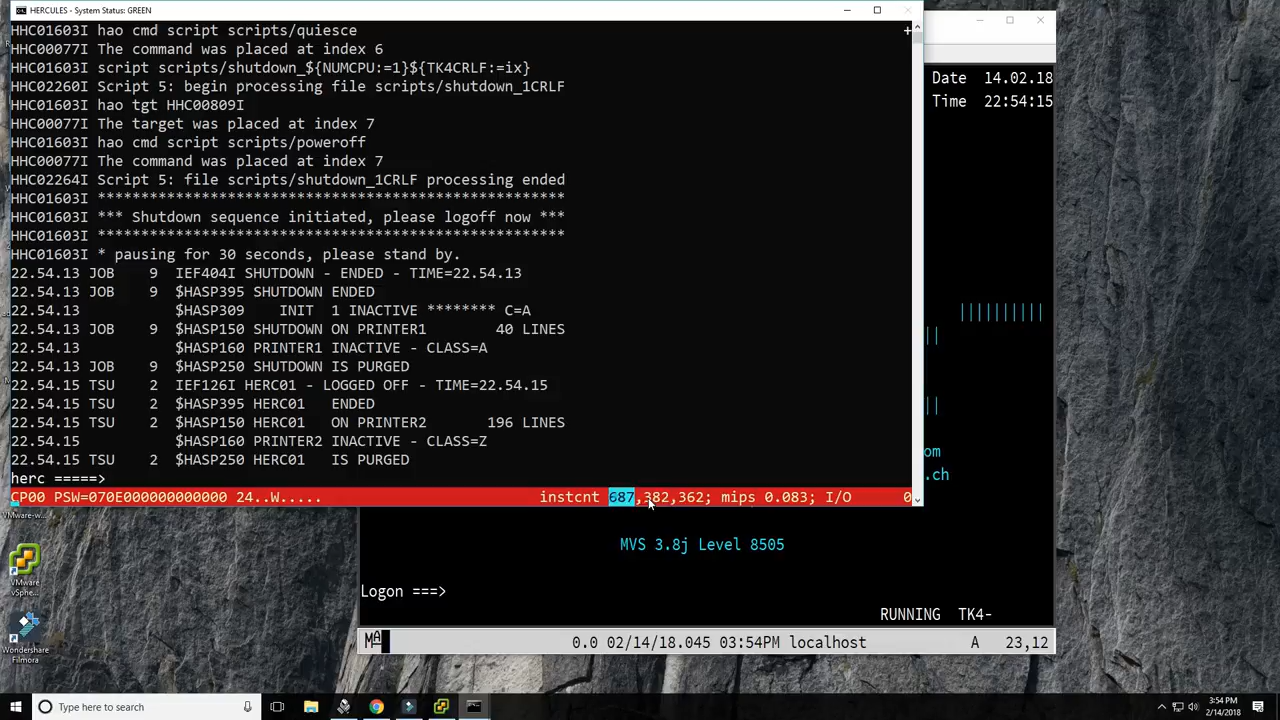 HERCULES - System Status: GREEN
HHC01603I hao cmd script scripts/quiesce
+
HHC00077I The command was placed at index 6
HHC01603I script scripts/shutdown_${NUMCPU:=1}${TK4CRLF:=ix}
HHC02260I Script 5: begin processing file scripts/shutdown_1CRLF
HHC01603I hao tgt HHC00809I
HHC00077I The target was placed at index 7
HHC01603I hao cmd script scripts/poweroff
HHC00077I The command was placed at index 7
HHC02264I Script 5: file scripts/shutdown_1CRLF processing ended
HHC01603I ******************************************************
HHC01603I *** Shutdown sequence initiated, please logoff now ***
HHC01603I ******************************************************
HHC01603I * pausing for 30 seconds, please stand by.
22.54.13 JOB    9  IEF404I SHUTDOWN - ENDED - TIME=22.54.13
22.54.13 JOB    9  $HASP395 SHUTDOWN ENDED
22.54.13           $HASP309    INIT  1 INACTIVE ******** C=A
22.54.13 JOB    9  $HASP150 SHUTDOWN ON PRINTER1        40 LINES
22.54.13           $HASP160 PRINTER1 INACTIVE - CLASS=A
22.54.13 JOB    9  $HASP250 SHUTDOWN IS PURGED
22.54.15 TSU    2  IEF126I HERC01 - LOGGED OFF - TIME=22.54.15
22.54.15 TSU    2  $HASP395 HERC01   ENDED
22.54.15 TSU    2  $HASP150 HERC01   ON PRINTER2       196 LINES
22.54.15           $HASP160 PRINTER2 INACTIVE - CLASS=Z
22.54.15 TSU    2  $HASP250 HERC01   IS PURGED
herc =====>
CP00 PSW=070E000000000000 24..W..... instcnt 687,382,362; mips 0.083; I/O 0
Date 14.02.18
Time 22:54:15
||||||||||
||
||
om
.ch
MVS 3.8j Level 8505
Logon ===>
RUNNING TK4-
MA 0.0 02/14/18.045 03:54PM localhost A 23,12
VMware-w...
VMware
vSphe...
Wondershare
Filmora
Type here to search
3:54 PM
2/14/2018